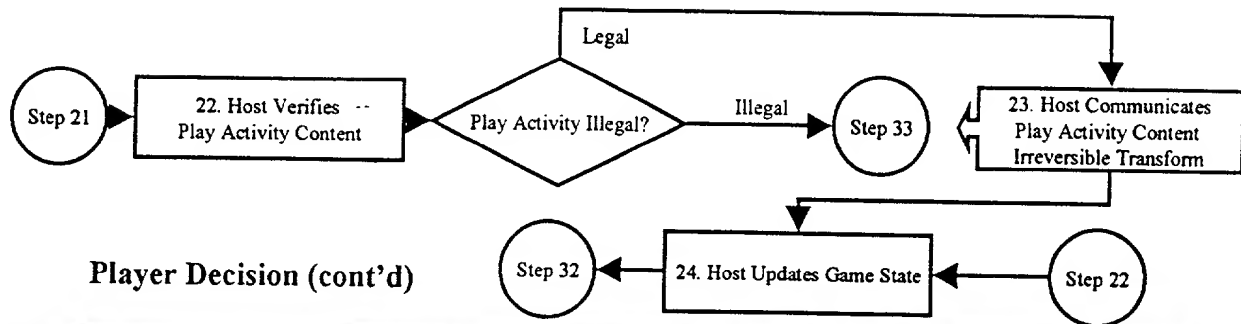 Legal
Step 21
22. Host Verifies --
Play Activity Content
Play Activity Illegal?
Illegal
Step 33
23. Host Communicates
Play Activity Content
Irreversible Transform
Player Decision (cont'd)
Step 32
24. Host Updates Game State
Step 22